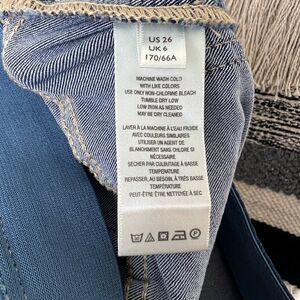 US 26
UK 6
170/66A
MACHINE WASH COLD
WITH LIKE COLORS
USE ONLY NON-CHLORINE BLEACH
TUMBLE DRY LOW
LOW IRON AS NEEDED
MAY BE DRY CLEANED
LAVER À LA MACHINE À L'EAU FROIDE
AVEC COULEURS SIMILAIRES
UTILISER UN AGENT DE
BLANCHIMENT SANS CHLORE SI
NÉCESSAIRE
SÉCHER PAR CULBUTAGE À BASSE
TEMPÉRATURE
REPASSER, AU BESOIN, À TRÈS BASSE
TEMPÉRATURE
PEUT-ÊTRE ÊTRE NETTOYÉE À SEC